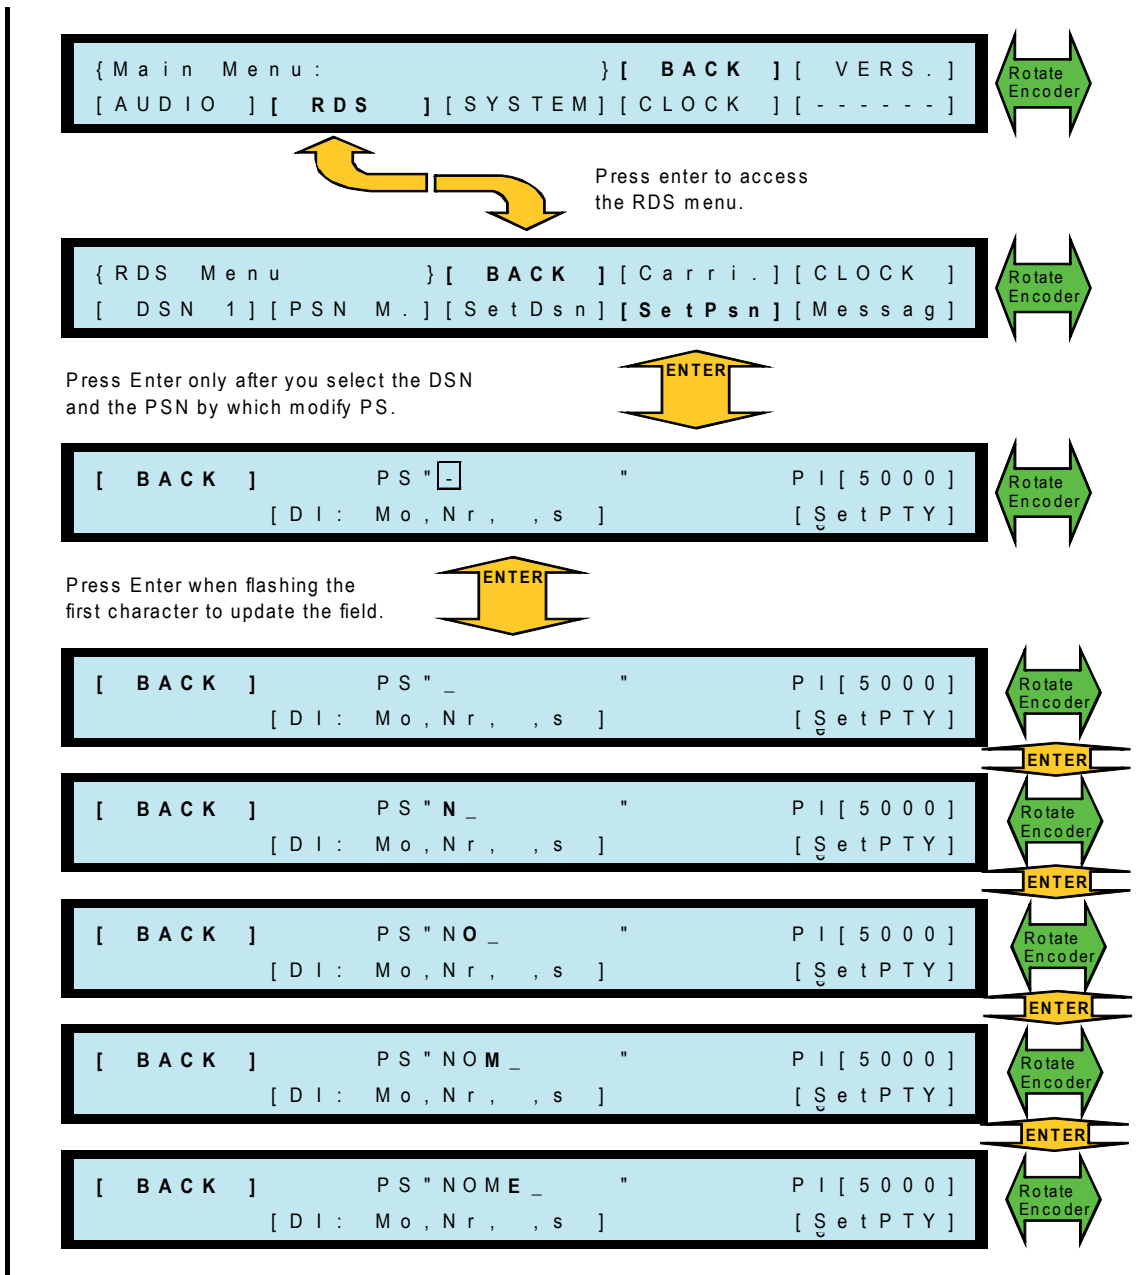 {Main Menu: }[ BACK ][ VERS.]
[AUDIO ][ RDS ][SYSTEM][CLOCK ][------]
Rotate
Encoder
Press enter to access
the RDS menu.
{RDS Menu }[ BACK ][Carri.][CLOCK ]
[ DSN 1][PSN M.][SetDsn][SetPsn][Messag]
Rotate
Encoder
ENTER
Press Enter only after you select the DSN
and the PSN by which modify PS.
[ BACK ] PS"- " PI[5000]
[DI: Mo,Nr, ,s ] [SetPTY]
Rotate
Encoder
ENTER
Press Enter when flashing the
first character to update the field.
[ BACK ] PS"_ " PI[5000]
[DI: Mo,Nr, ,s ] [SetPTY]
Rotate
Encoder
ENTER
[ BACK ] PS"N_ " PI[5000]
[DI: Mo,Nr, ,s ] [SetPTY]
Rotate
Encoder
ENTER
[ BACK ] PS"NO_ " PI[5000]
[DI: Mo,Nr, ,s ] [SetPTY]
Rotate
Encoder
ENTER
[ BACK ] PS"NOM_ " PI[5000]
[DI: Mo,Nr, ,s ] [SetPTY]
Rotate
Encoder
ENTER
[ BACK ] PS"NOME_ " PI[5000]
[DI: Mo,Nr, ,s ] [SetPTY]
Rotate
Encoder